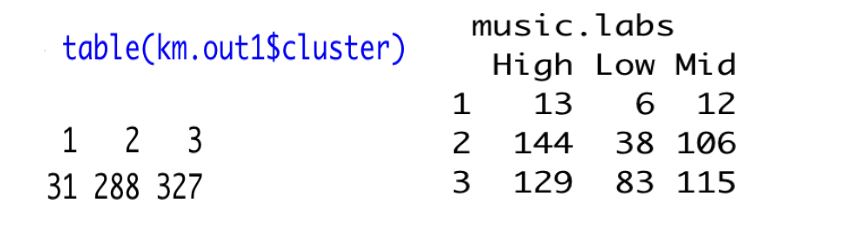 table(km.out1$cluster)
1 2 3
31 288 327
music.labs
High Low Mid
1 13 6 12
2 144 38 106
3 129 83 115